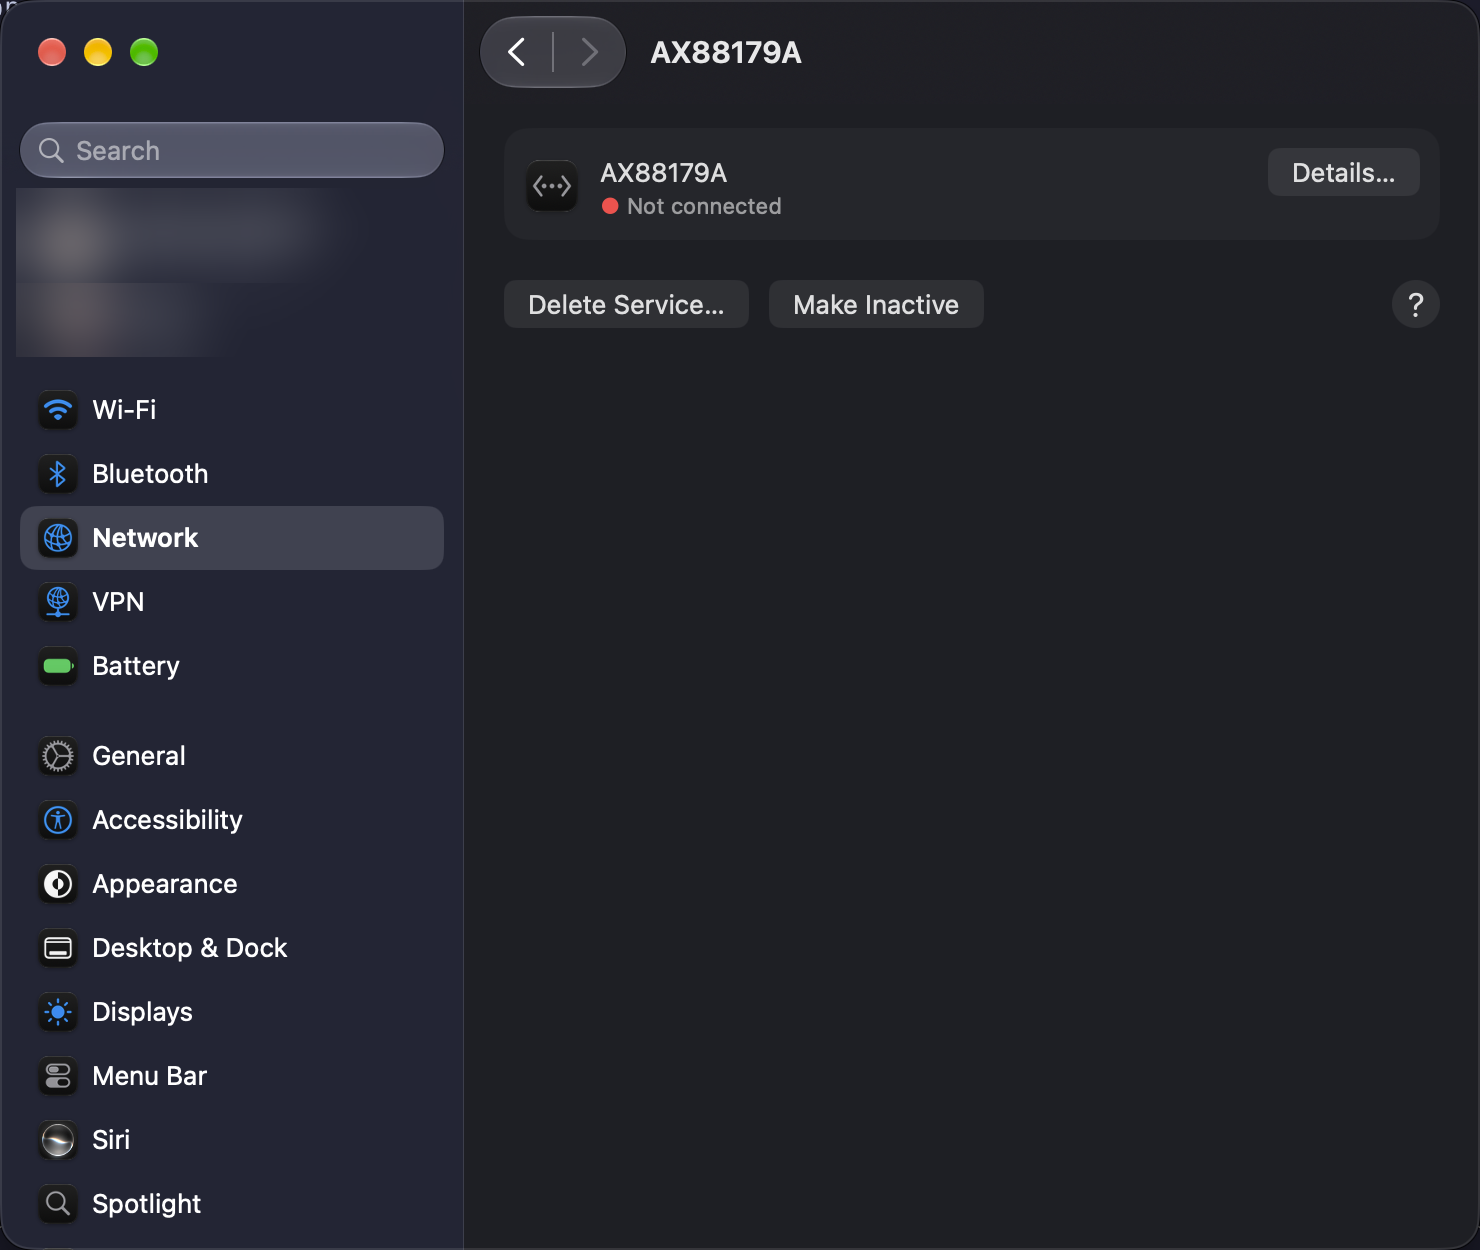 AX88179A
Search
AX88179A
Details...
Not connected
Delete Service...
Make Inactive
?
Wi-Fi
Bluetooth
Network
VPN
Battery
General
Accessibility
Appearance
Desktop & Dock
Displays
Menu Bar
Siri
Spotlight